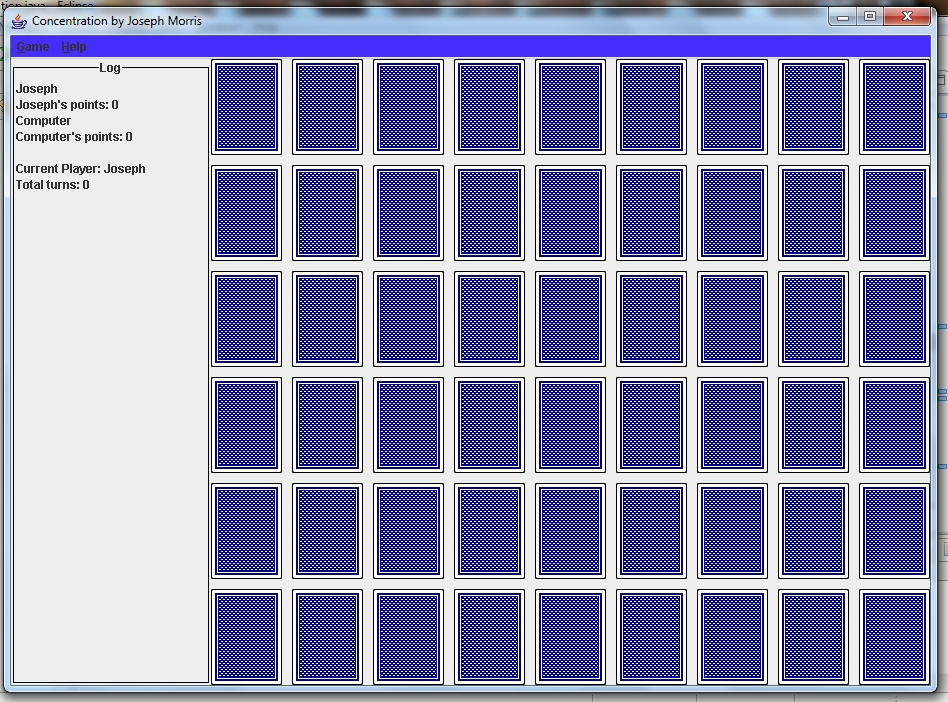 tion.java - Eclipse
Concentration by Joseph Morris
Game Help
Log
Joseph
Joseph's points: 0
Computer
Computer's points: 0
Current Player: Joseph
Total turns: 0